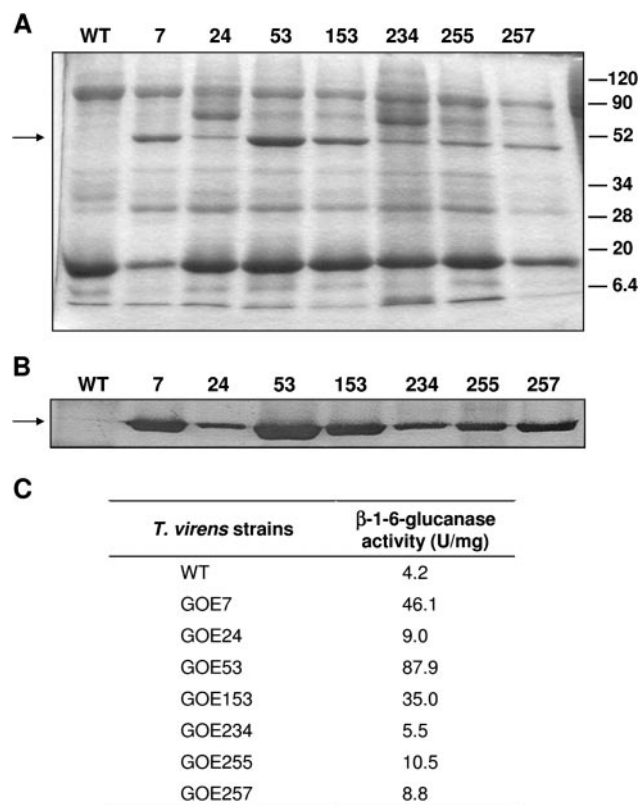 A
WT 7 24 53 153 234 255 257
120
90
52
34
28
20
6.4
B
WT 7 24 53 153 234 255 257
C
T. virens strains β-1-6-glucanase activity (U/mg)
WT 4.2
GOE7 46.1
GOE24 9.0
GOE53 87.9
GOE153 35.0
GOE234 5.5
GOE255 10.5
GOE257 8.8